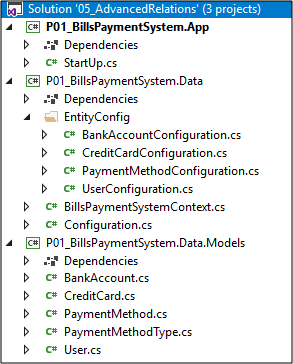 Solution '05_AdvancedRelations' (3 projects)
P01_BillsPaymentSystem.App
Dependencies
StartUp.cs
P01_BillsPaymentSystem.Data
Dependencies
EntityConfig
BankAccountConfiguration.cs
CreditCardConfiguration.cs
PaymentMethodConfiguration.cs
UserConfiguration.cs
BillsPaymentSystemContext.cs
Configuration.cs
P01_BillsPaymentSystem.Data.Models
Dependencies
BankAccount.cs
CreditCard.cs
PaymentMethod.cs
PaymentMethodType.cs
User.cs